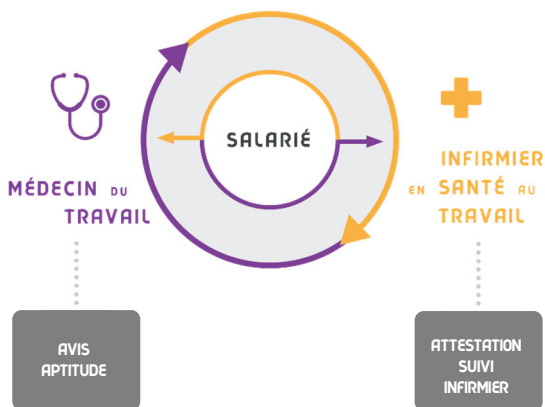 SALARIÉ
MÉDECIN DU
TRAVAIL
INFIRMIER
EN SANTÉ AU
TRAVAIL
AVIS
APTITUDE
ATTESTATION
SUIVI
INFIRMIER